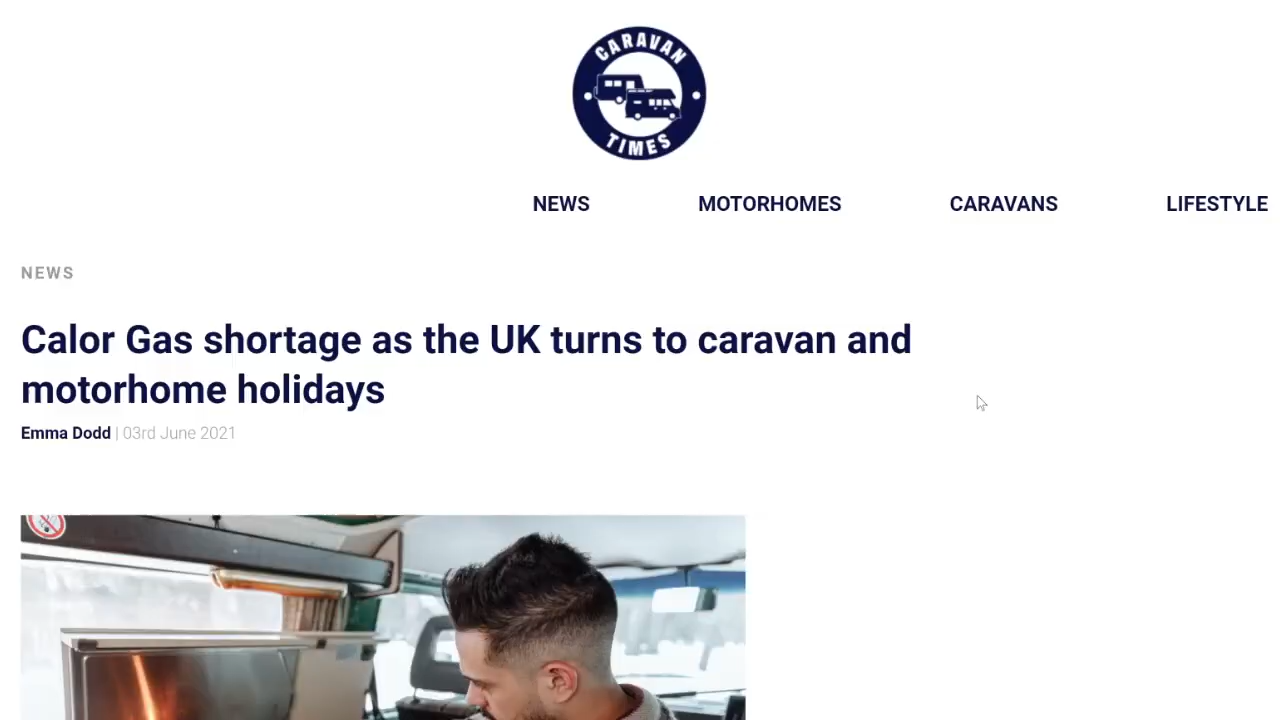 CARAVAN
TIMES
NEWS MOTORHOMES CARAVANS LIFESTYLE
NEWS
Calor Gas shortage as the UK turns to caravan and
motorhome holidays
Emma Dodd | 03rd June 2021